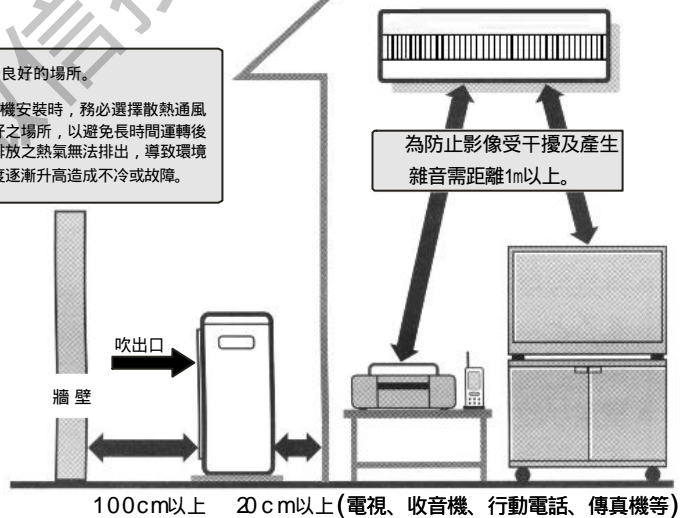 良好的場所。
機安裝時，務必選擇散熱通風
好之場所，以避免長時間運轉後
排放之熱氣無法排出，導致環境
度逐漸升高造成不冷或故障。
為防止影像受干擾及產生
雜音需距離1m以上。
吹出口
牆 壁
100cm以上 20cm以上(電視、收音機、行動電話、傳真機等)